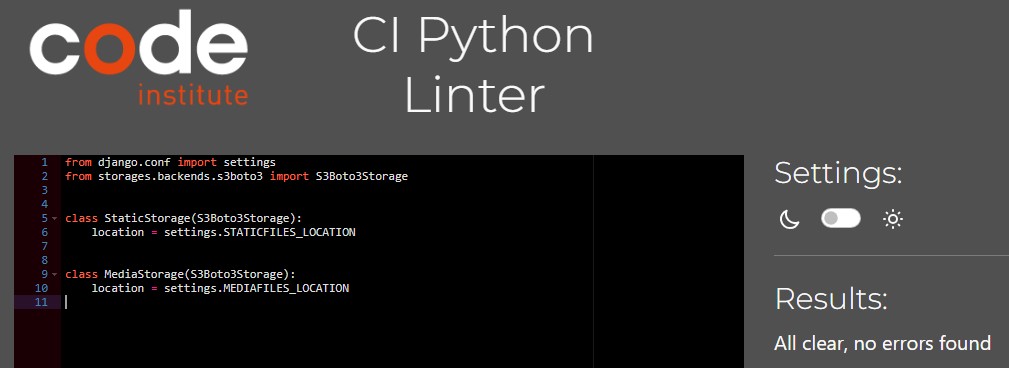 code
institute
CI Python
Linter
1 from django.conf import settings
2 from storages.backends.s3boto3 import S3Boto3Storage
3
4
5 class StaticStorage(S3Boto3Storage):
6     location = settings.STATICFILES_LOCATION
7
8
9 class MediaStorage(S3Boto3Storage):
10     location = settings.MEDIAFILES_LOCATION
11
Settings:
Results:
All clear, no errors found